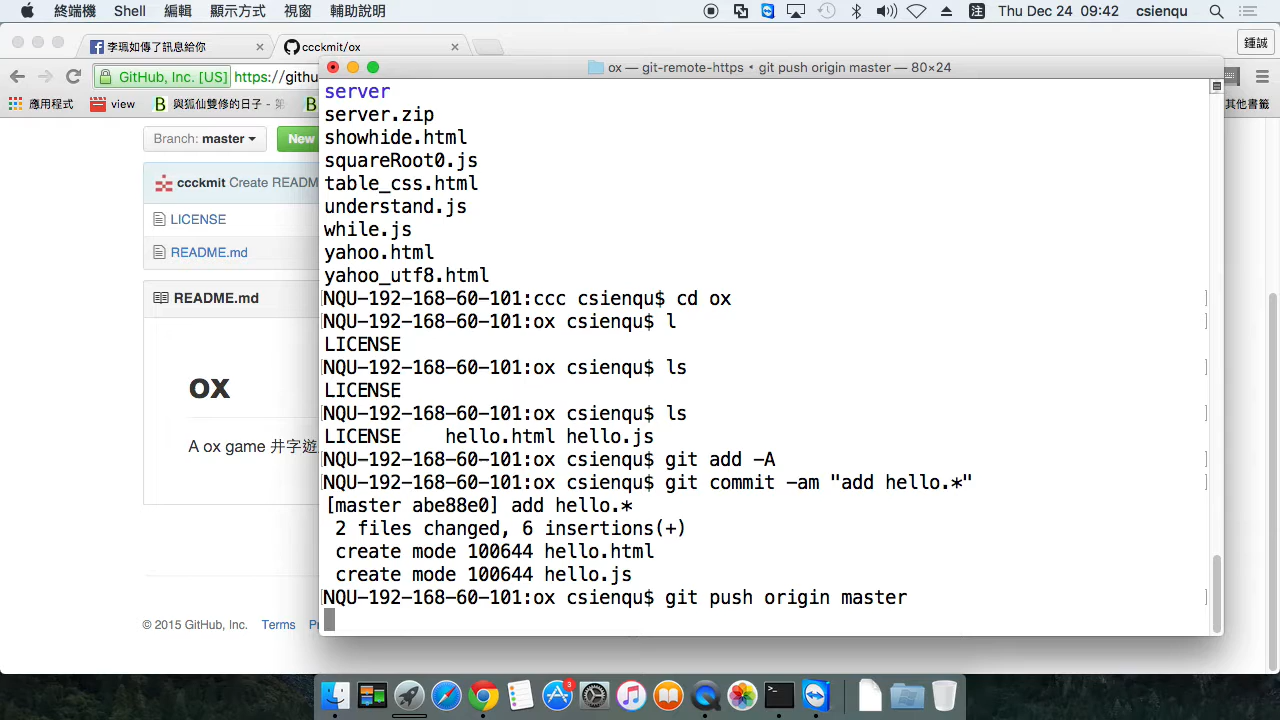 終端機 Shell 編輯 顯示方式 視窗 輔助說明 注 Thu Dec 24 09:42 csienqu
李珮如傳了訊息給你 ccckmit/ox 鍾誠
GitHub, Inc. [US] https://githu
應用程式 view 與狐仙雙修的日子 - 第 其他書籤
Branch: master New
ccckmit Create READM
LICENSE
README.md
README.md
ox
A ox game 井字遊
© 2015 GitHub, Inc. Terms Pr
ox — git-remote-https • git push origin master — 80×24
server
server.zip
showhide.html
squareRoot0.js
table_css.html
understand.js
while.js
yahoo.html
yahoo_utf8.html
NQU-192-168-60-101:ccc csienqu$ cd ox
NQU-192-168-60-101:ox csienqu$ l
LICENSE
NQU-192-168-60-101:ox csienqu$ ls
LICENSE
NQU-192-168-60-101:ox csienqu$ ls
LICENSE hello.html hello.js
NQU-192-168-60-101:ox csienqu$ git add -A
NQU-192-168-60-101:ox csienqu$ git commit -am "add hello.*"
[master abe88e0] add hello.*
2 files changed, 6 insertions(+)
create mode 100644 hello.html
create mode 100644 hello.js
NQU-192-168-60-101:ox csienqu$ git push origin master
3